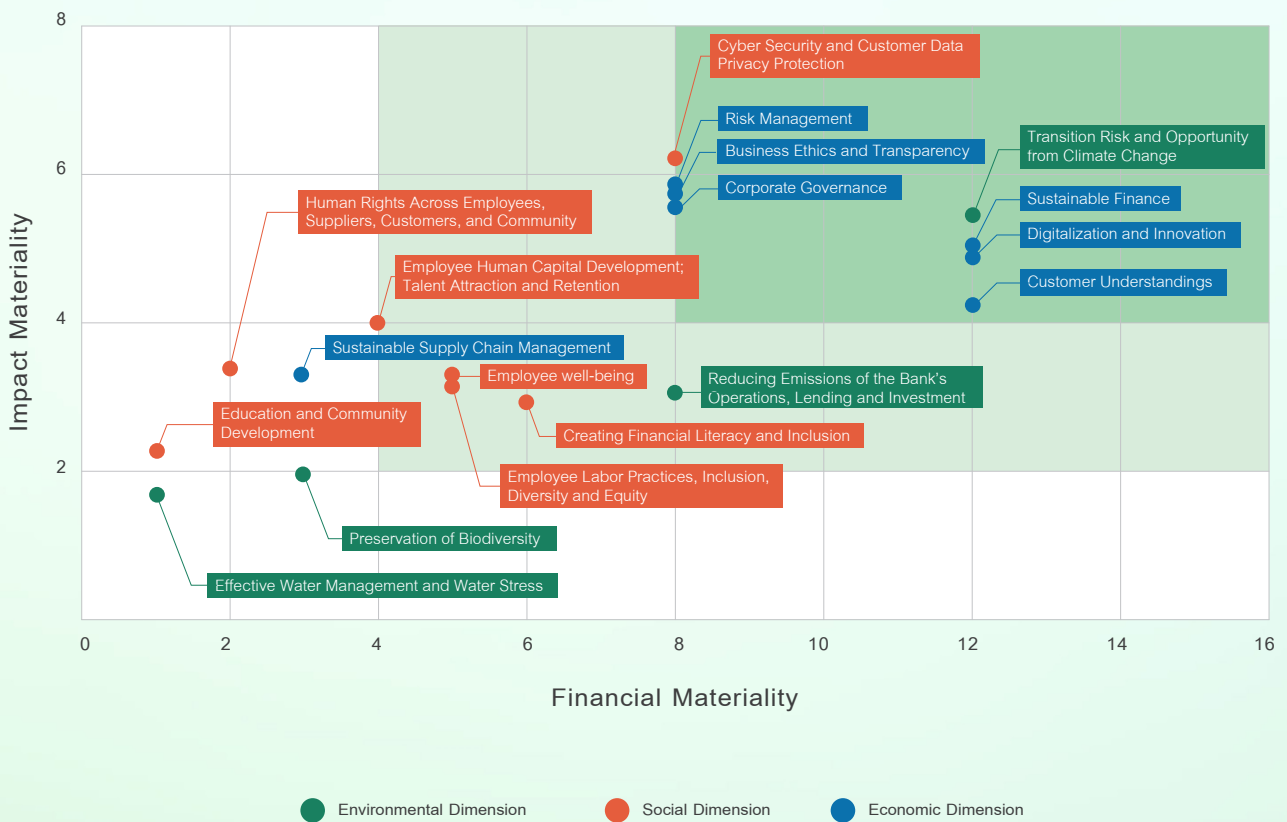 8
Cyber Security and Customer Data
Privacy Protection
Risk Management
Transition Risk and Opportunity
from Climate Change
Business Ethics and Transparency
6
Corporate Governance
Sustainable Finance
Human Rights Across Employees,
Suppliers, Customers, and Community
Digitalization and Innovation
Employee Human Capital Development;
Talent Attraction and Retention
Customer Understandings
Impact Materiality
4
Sustainable Supply Chain Management
Employee well-being
Reducing Emissions of the Bank's
Operations, Lending and Investment
Education and Community
Development
Creating Financial Literacy and Inclusion
2
Employee Labor Practices, Inclusion,
Diversity and Equity
Preservation of Biodiversity
Effective Water Management and Water Stress
0 2 4 6 8 10 12 14 16
Financial Materiality
Environmental Dimension
Social Dimension
Economic Dimension